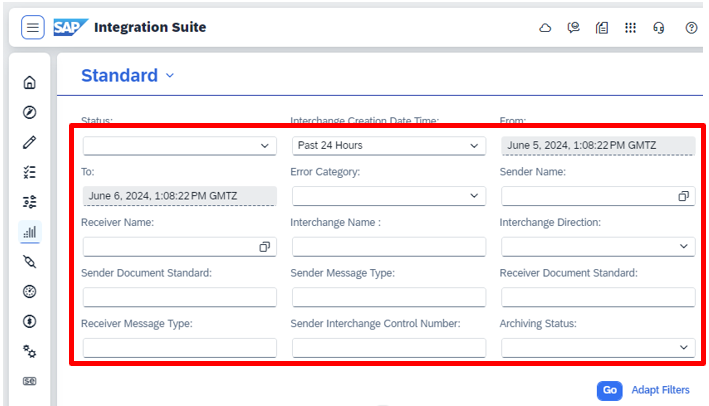 SAP Integration Suite
Standard
Status: Interchange Creation Date Time: From:
Past 24 Hours June 5, 2024, 1:08:22 PM GMTZ
To: Error Category: Sender Name:
June 6, 2024, 1:08:22 PM GMTZ
Receiver Name: Interchange Name : Interchange Direction:
Sender Document Standard: Sender Message Type: Receiver Document Standard:
Receiver Message Type: Sender Interchange Control Number: Archiving Status:
Go Adapt Filters